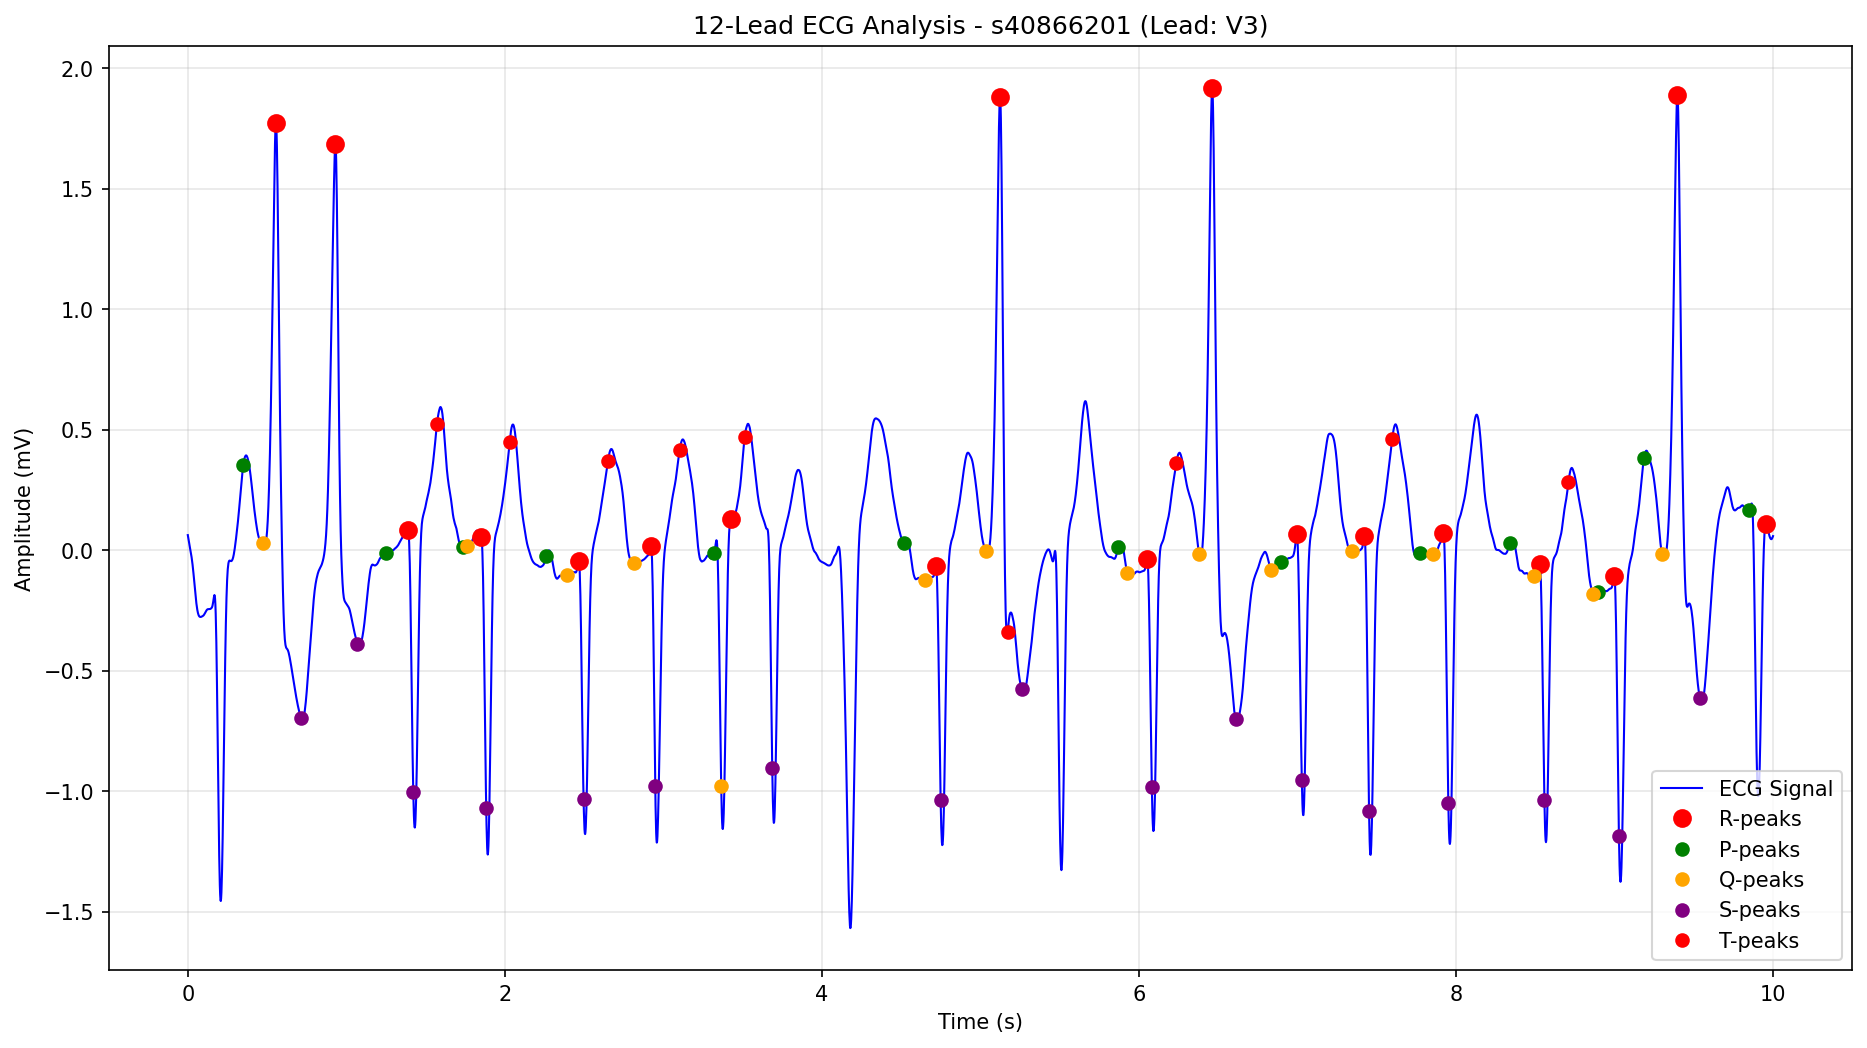 12-Lead ECG Analysis - s40866201 (Lead: V3)
Amplitude (mV)
2.0
1.5
1.0
0.5
0.0
−0.5
−1.0
−1.5
ECG Signal
R-peaks
P-peaks
Q-peaks
S-peaks
T-peaks
0 2 4 6 8 10
Time (s)